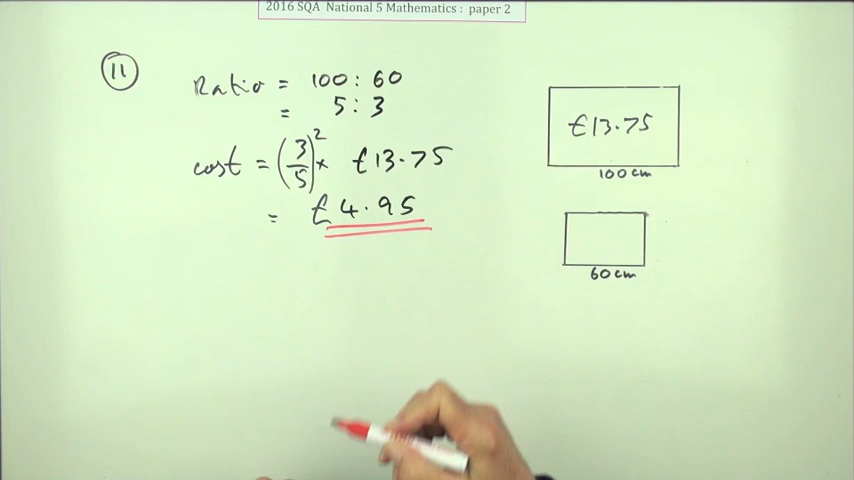 2016 SQA National 5 Mathematics : paper 2
11
Ratio = 100 : 60
= 5 : 3
cost = (3/5)² × £13.75
= £4.95
£13.75
100 cm
60 cm